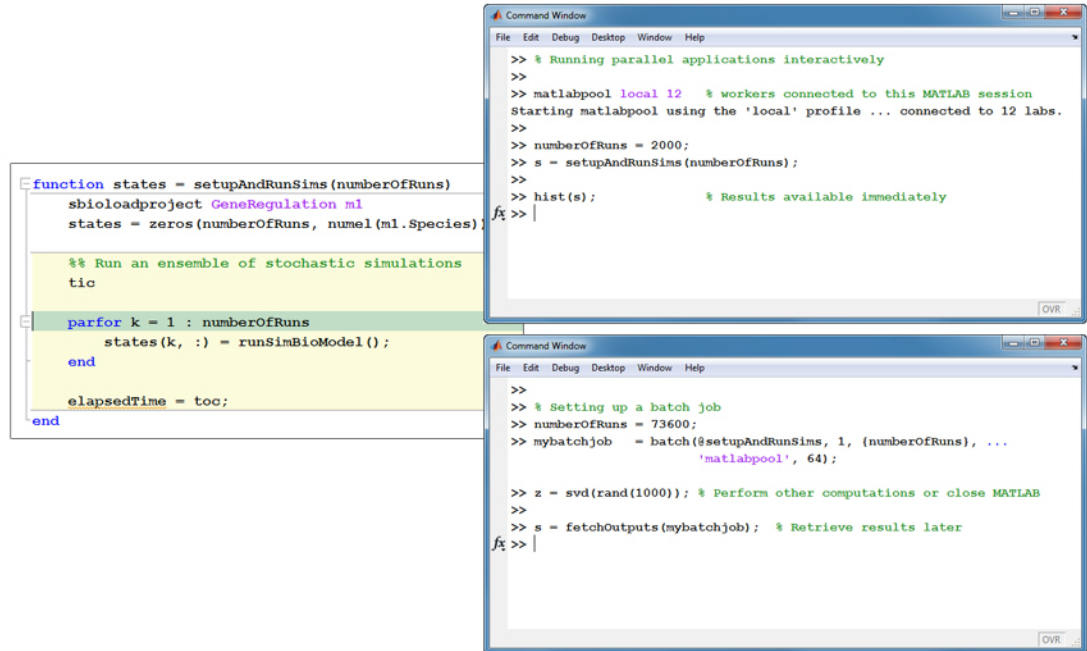 function states = setupAndRunSims(numberOfRuns)
sbioloadproject GeneRegulation m1
states = zeros(numberOfRuns, numel(m1.Species))
%% Run an ensemble of stochastic simulations
tic
parfor k = 1 : numberOfRuns
states(k, :) = runSimBioModel();
end
elapsedTime = toc;
end
Command Window
File Edit Debug Desktop Window Help
>> % Running parallel applications interactively
>>
>> matlabpool local 12 % workers connected to this MATLAB session
Starting matlabpool using the 'local' profile ... connected to 12 labs.
>>
>> numberOfRuns = 2000;
>> s = setupAndRunSims(numberOfRuns);
>>
>> hist(s); % Results available immediately
fx >>
OVR
Command Window
File Edit Debug Desktop Window Help
>>
>> % Setting up a batch job
>> numberOfRuns = 73600;
>> mybatchjob = batch(@setupAndRunSims, 1, {numberOfRuns}, ...
'matlabpool', 64);
>> z = svd(rand(1000)); % Perform other computations or close MATLAB
>>
>> s = fetchOutputs(mybatchjob); % Retrieve results later
fx >>
OVR